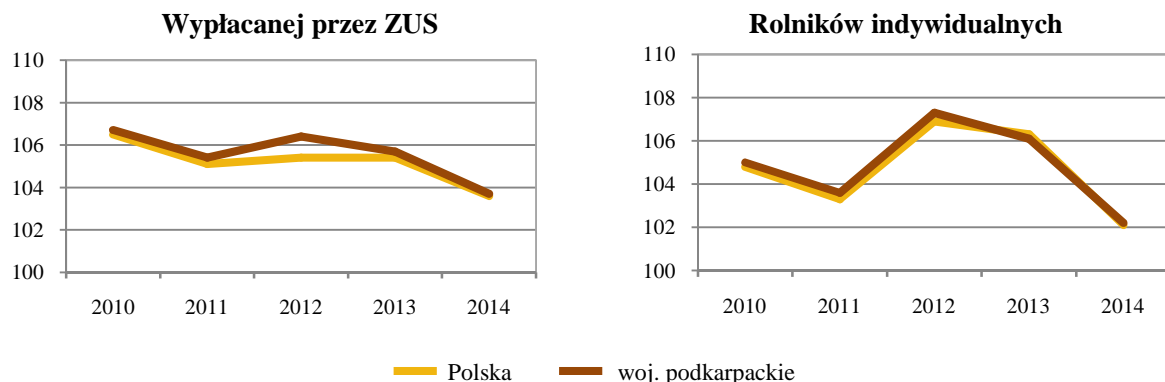 Wypłacanej przez ZUS
110
108
106
104
102
100
2010 2011 2012 2013 2014
Rolników indywidualnych
110
108
106
104
102
100
2010 2011 2012 2013 2014
Polska woj. podkarpackie